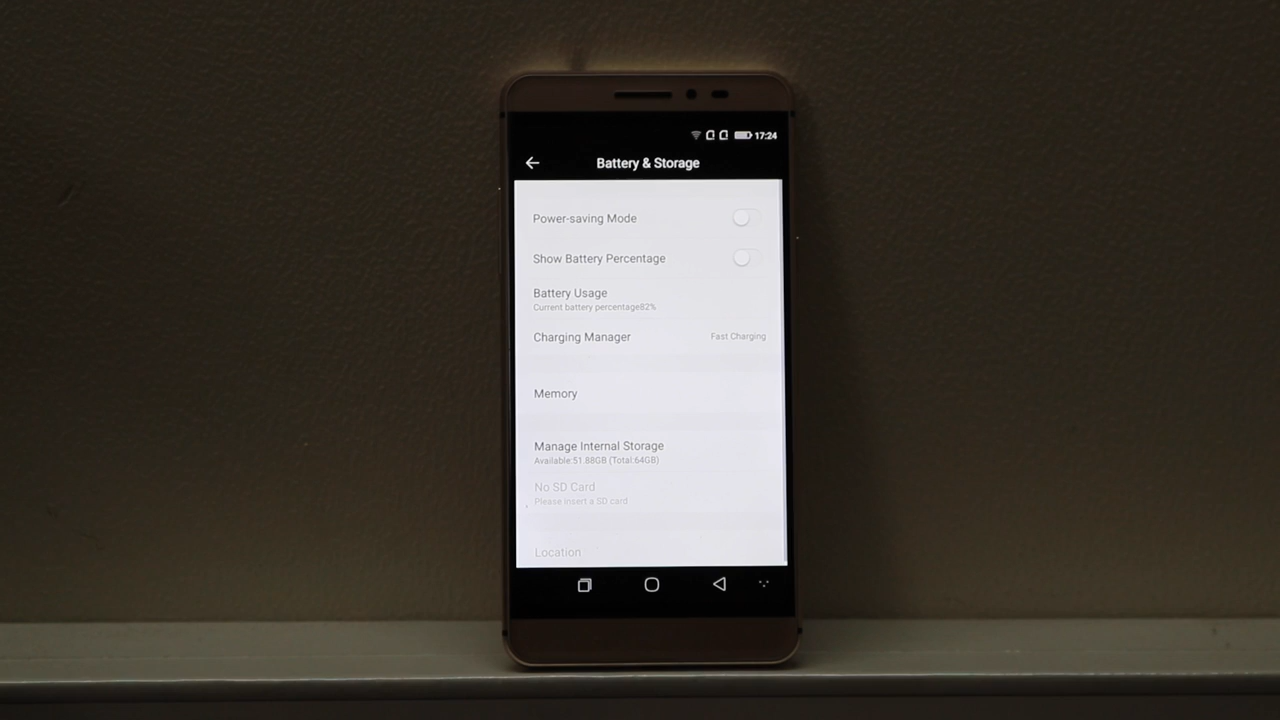 17:24
Battery & Storage
Power-saving Mode
Show Battery Percentage
Battery Usage
Current battery percentage82%
Charging Manager Fast Charging
Memory
Manage Internal Storage
Available:51.88GB (Total:64GB)
No SD Card
Please insert a SD card
Location